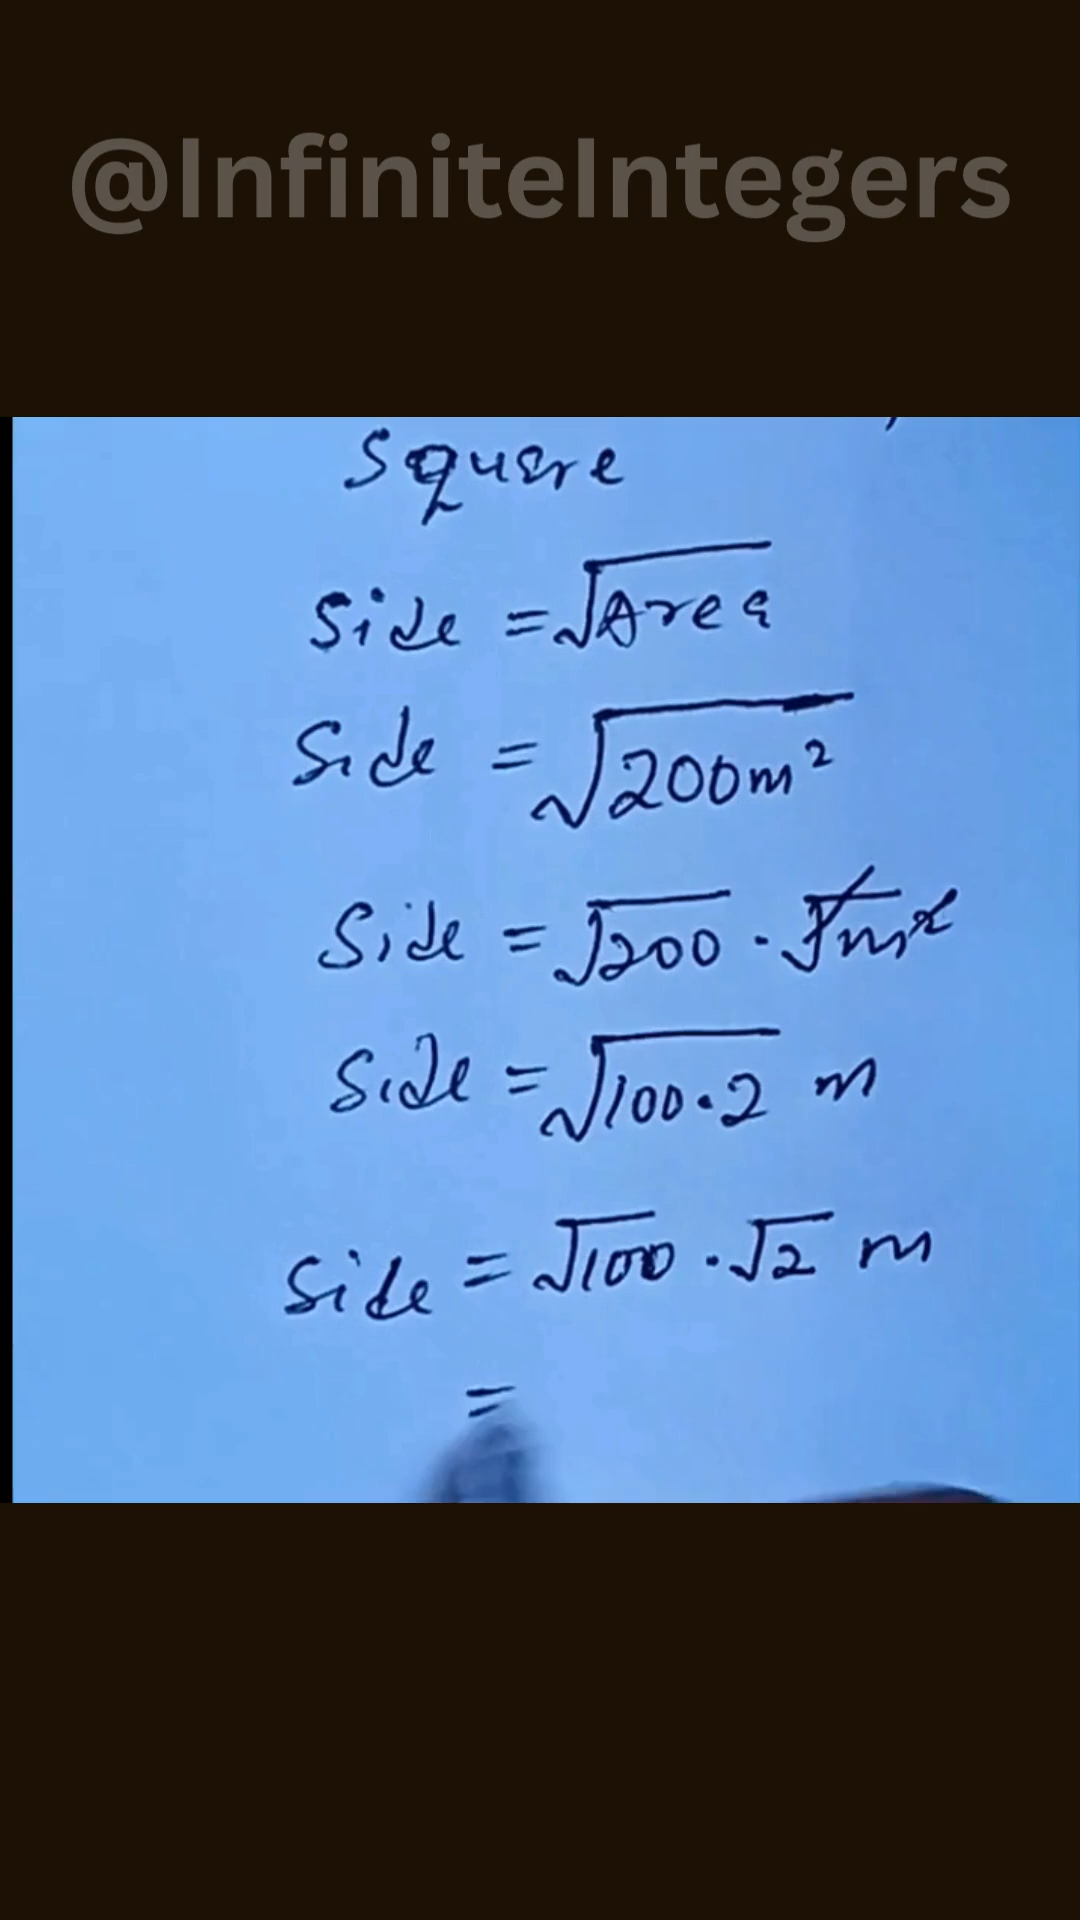 @InfiniteIntegers
Square
Side = √Area
Side = √200m²
Side = √200 · √m²
Side = √100·2 m
Side = √100 · √2 m
=